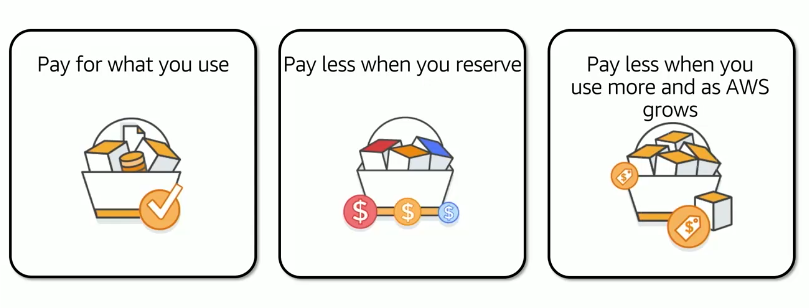 Pay for what you use
Pay less when you reserve
Pay less when you
use more and as AWS
grows
$ $ $
$
$